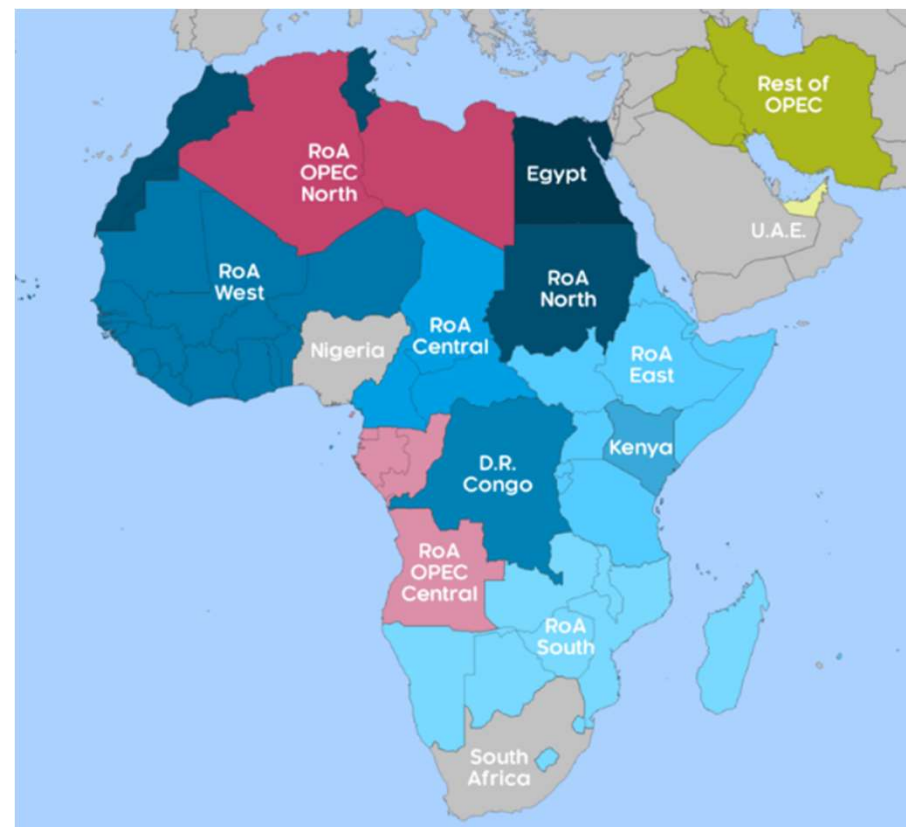 Rest of
OPEC
RoA
OPEC
North
Egypt
U.A.E.
RoA
West
RoA
North
RoA
Central
Nigeria
RoA
East
Kenya
D.R.
Congo
RoA
OPEC
Central
RoA
South
South
Africa